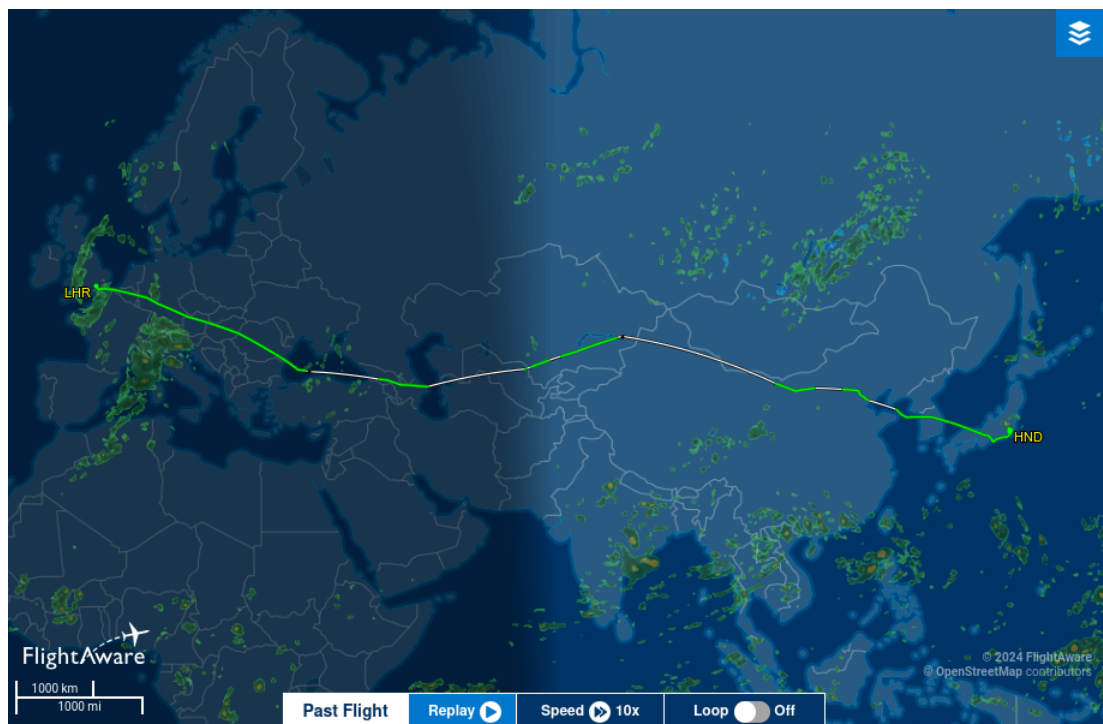 LHR
HND
FlightAware
1000 km
1000 mi
© 2024 FlightAware
© OpenStreetMap contributors
Past Flight
Replay
Speed 10x
Loop Off